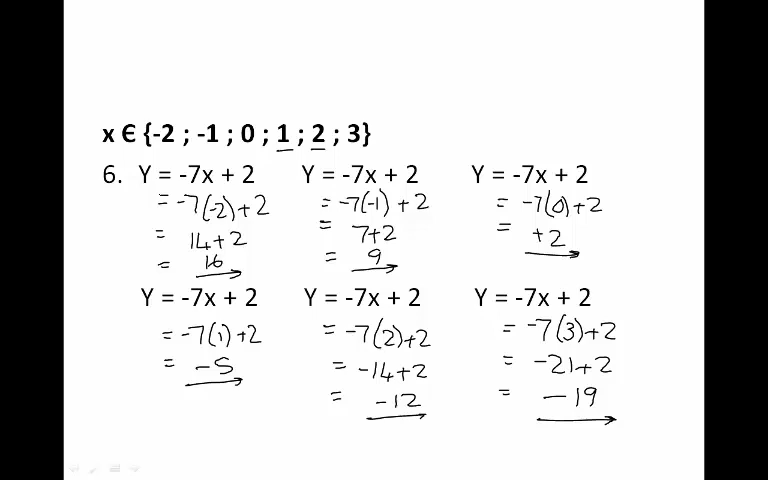 x Є {-2 ; -1 ; 0 ; 1 ; 2 ; 3}
6. Y = -7x + 2 Y = -7x + 2 Y = -7x + 2
= -7(-2)+2 = -7(-1) + 2 = -7(0)+2
= 14+2 = 7+2 = +2
= 16 = 9
Y = -7x + 2 Y = -7x + 2 Y = -7x + 2
= -7(1)+2 = -7(2)+2 = -7(3)+2
= -5 = -14+2 = -21+2
= -12 = -19